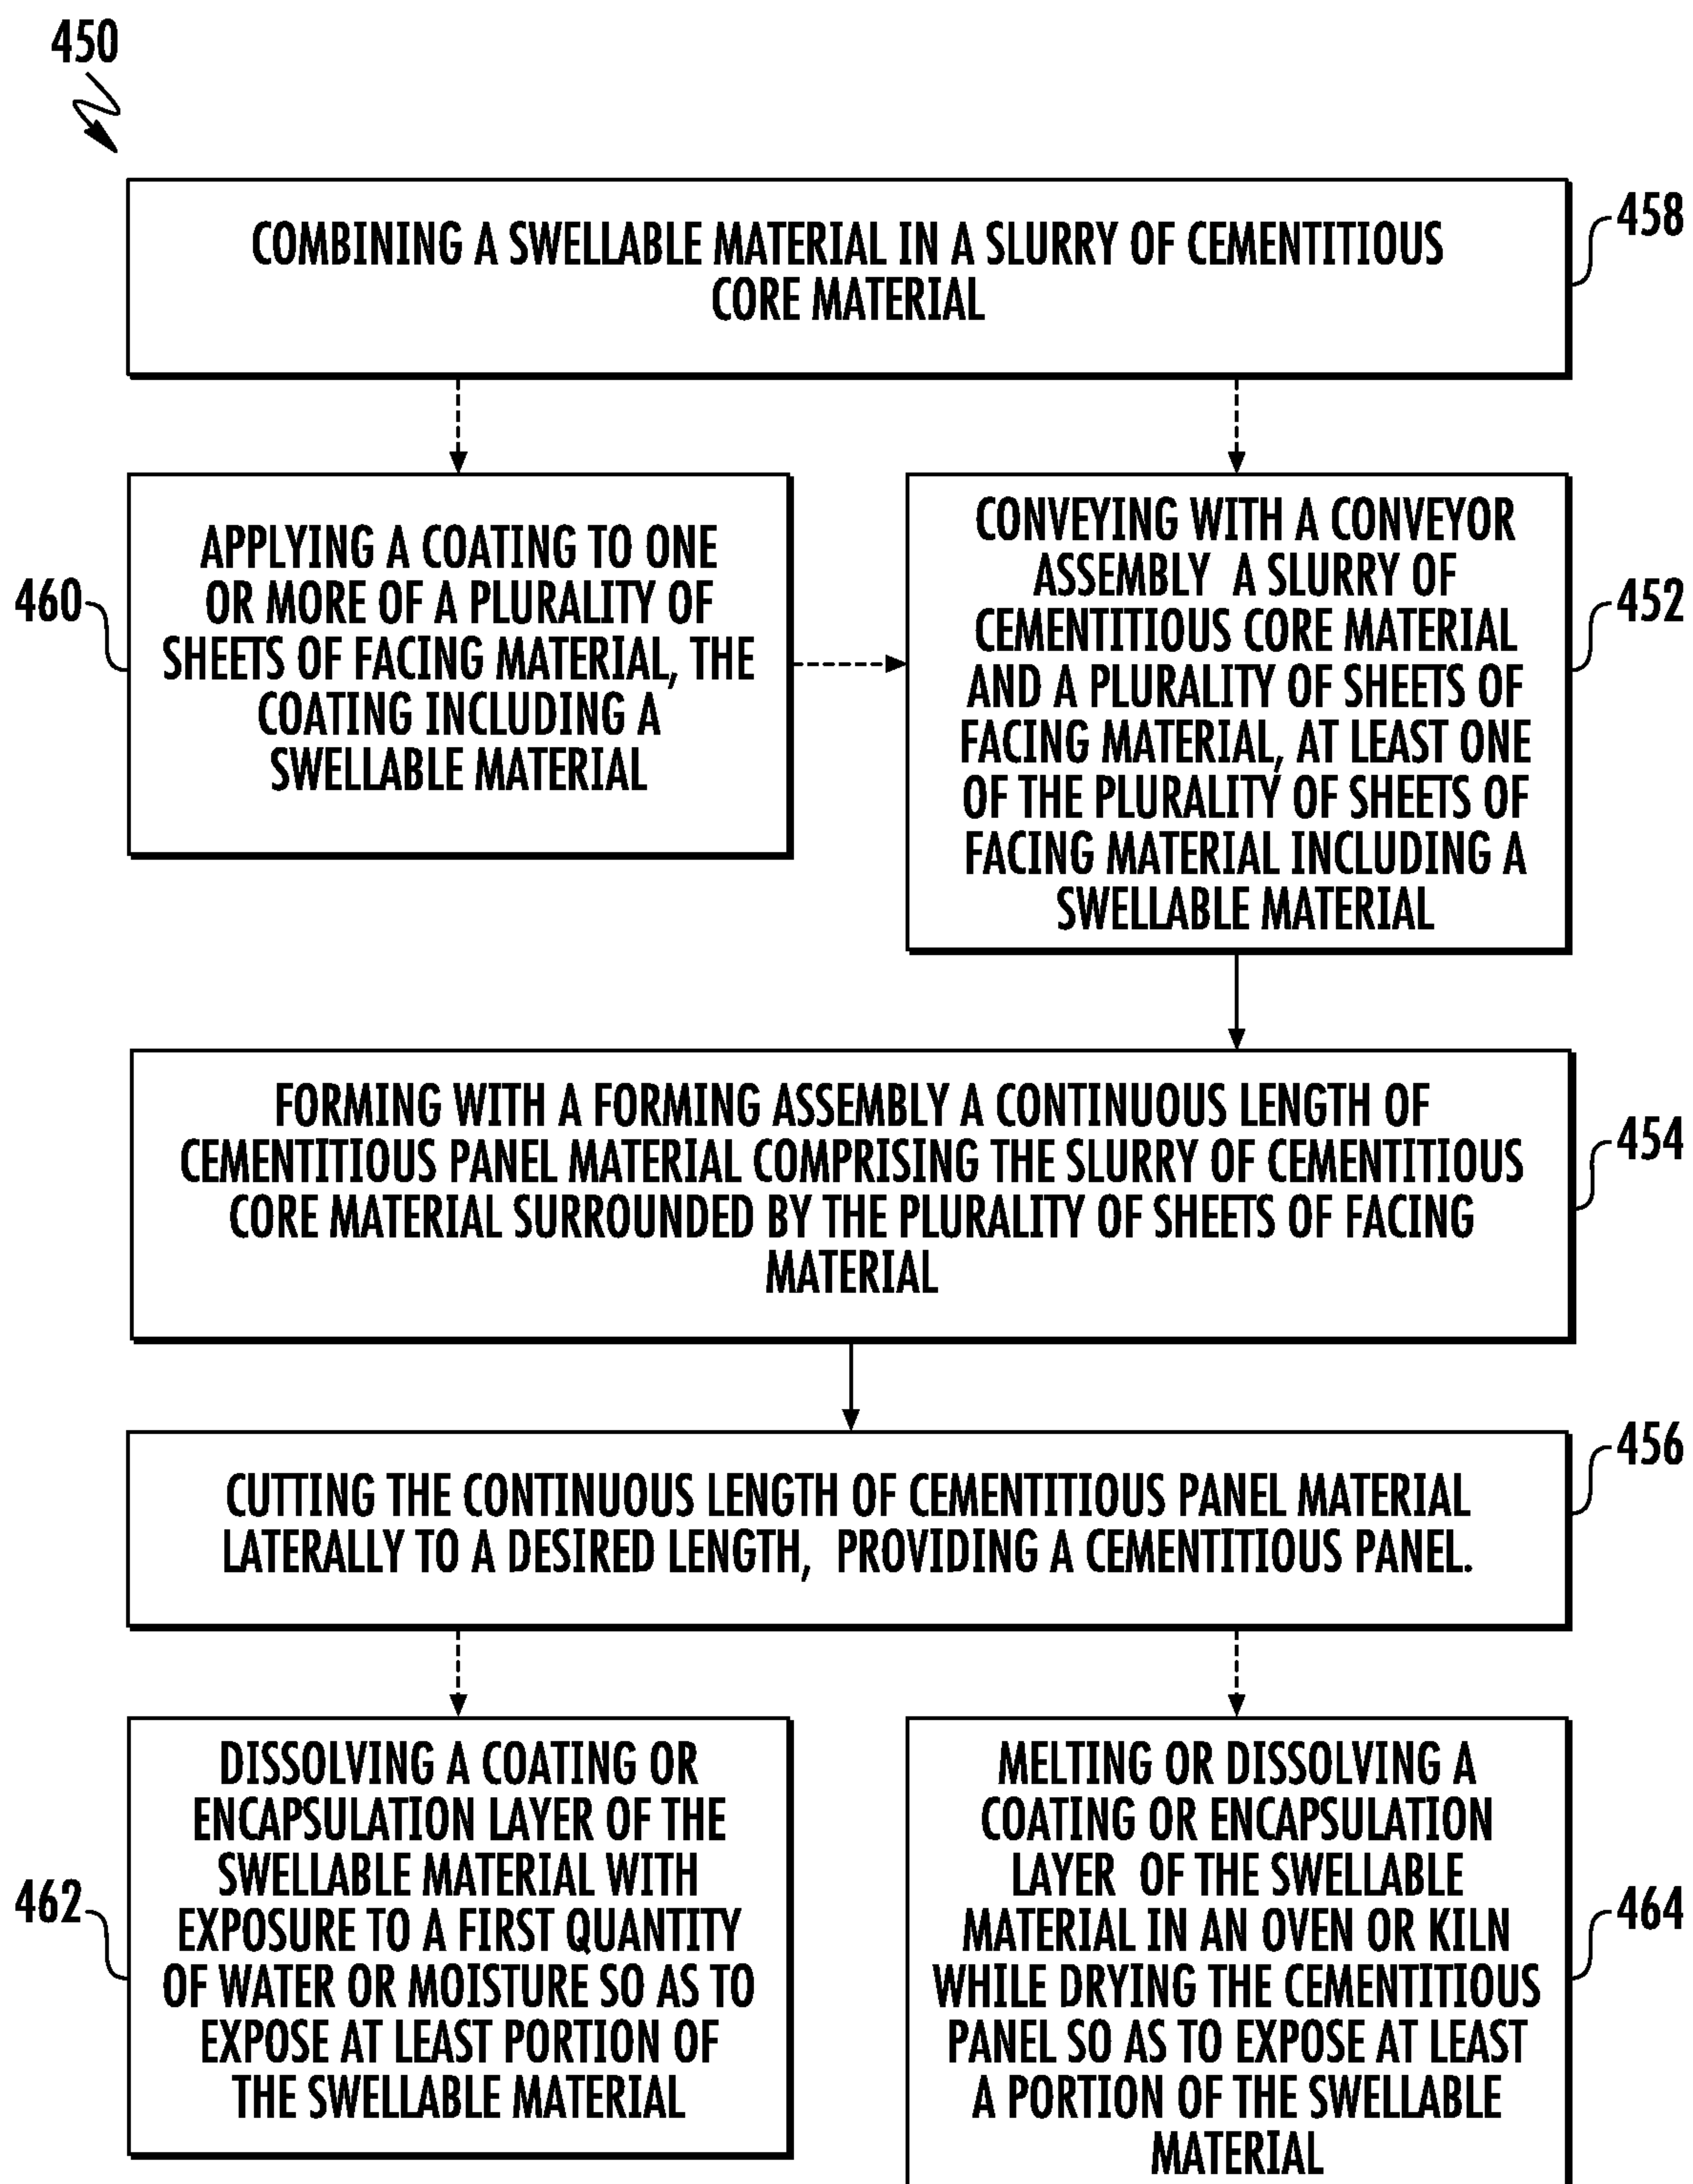 450
COMBINING A SWELLABLE MATERIAL IN A SLURRY OF CEMENTITIOUS
CORE MATERIAL
458
APPLYING A COATING TO ONE
OR MORE OF A PLURALITY OF
SHEETS OF FACING MATERIAL, THE
COATING INCLUDING A
SWELLABLE MATERIAL
460
CONVEYING WITH A CONVEYOR
ASSEMBLY A SLURRY OF
CEMENTITIOUS CORE MATERIAL
AND A PLURALITY OF SHEETS OF
FACING MATERIAL, AT LEAST ONE
OF THE PLURALITY OF SHEETS OF
FACING MATERIAL INCLUDING A
SWELLABLE MATERIAL
452
FORMING WITH A FORMING ASSEMBLY A CONTINUOUS LENGTH OF
CEMENTITIOUS PANEL MATERIAL COMPRISING THE SLURRY OF CEMENTITIOUS
CORE MATERIAL SURROUNDED BY THE PLURALITY OF SHEETS OF FACING
MATERIAL
454
CUTTING THE CONTINUOUS LENGTH OF CEMENTITIOUS PANEL MATERIAL
LATERALLY TO A DESIRED LENGTH, PROVIDING A CEMENTITIOUS PANEL.
456
DISSOLVING A COATING OR
ENCAPSULATION LAYER OF THE
SWELLABLE MATERIAL WITH
EXPOSURE TO A FIRST QUANTITY
OF WATER OR MOISTURE SO AS TO
EXPOSE AT LEAST PORTION OF
THE SWELLABLE MATERIAL
462
MELTING OR DISSOLVING A
COATING OR ENCAPSULATION
LAYER OF THE SWELLABLE
MATERIAL IN AN OVEN OR KILN
WHILE DRYING THE CEMENTITIOUS
PANEL SO AS TO EXPOSE AT LEAST
A PORTION OF THE SWELLABLE
MATERIAL
464